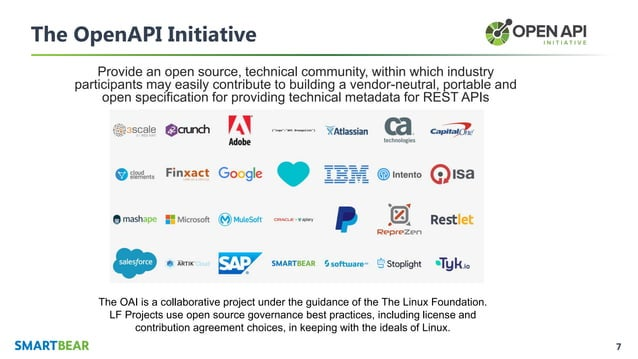 The OpenAPI Initiative
OPEN API
INITIATIVE
Provide an open source, technical community, within which industry
participants may easily contribute to building a vendor-neutral, portable and
open specification for providing technical metadata for REST APIs
3scale crunch Adobe Atlassian ca technologies Capital One
cloud elements Finxact Google IBM Intento ISA
mashape Microsoft MuleSoft ORACLE + apiary RepreZen Restlet
salesforce ARTIX Cloud SAP SMARTBEAR software AG Stoplight Tyk.io
The OAI is a collaborative project under the guidance of the The Linux Foundation.
LF Projects use open source governance best practices, including license and
contribution agreement choices, in keeping with the ideals of Linux.
SMARTBEAR
7